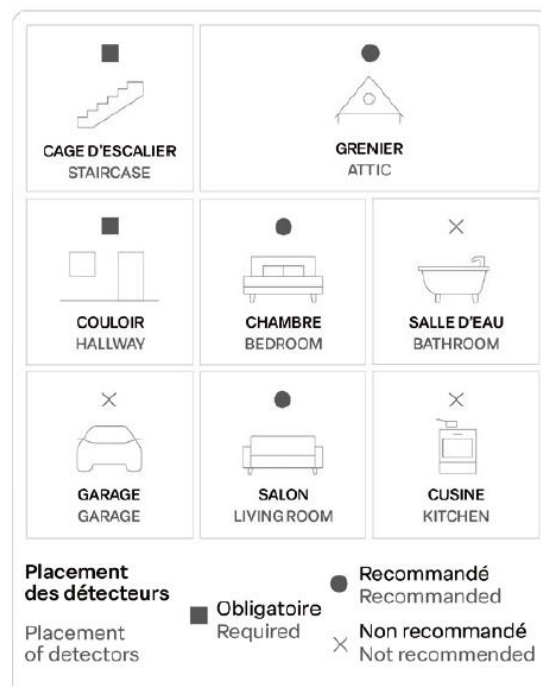 CAGE D'ESCALIER
STAIRCASE
GRENIER
ATTIC
COULOIR
HALLWAY
CHAMBRE
BEDROOM
SALLE D'EAU
BATHROOM
GARAGE
GARAGE
SALON
LIVING ROOM
CUSINE
KITCHEN
Placement
des détecteurs
Placement
of detectors
Obligatoire
Required
Recommandé
Recommended
Non recommandé
Not recommended